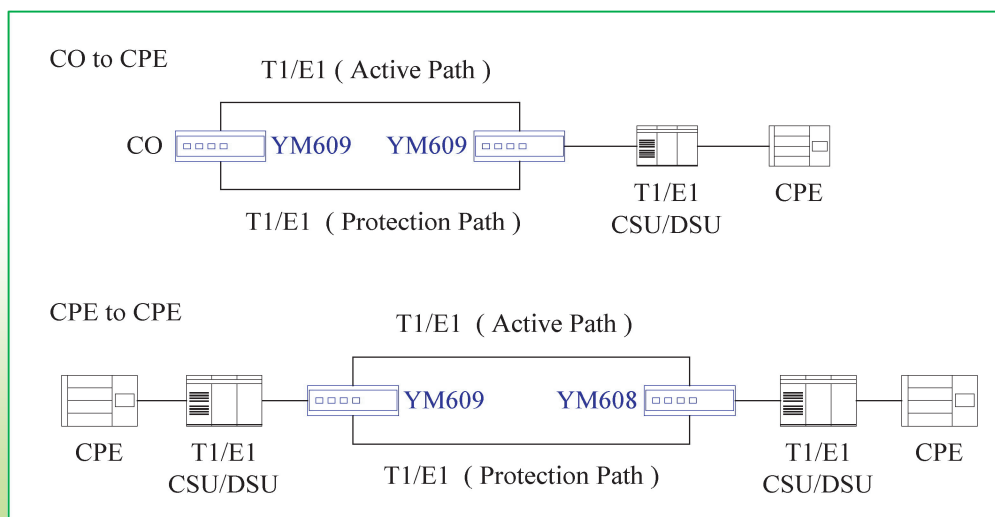 CO to CPE
T1/E1 ( Active Path )
CO
YM609
YM609
T1/E1 ( Protection Path )
T1/E1
CSU/DSU
CPE
CPE to CPE
T1/E1 ( Active Path )
YM609
YM608
CPE
T1/E1
CSU/DSU
T1/E1 ( Protection Path )
T1/E1
CSU/DSU
CPE